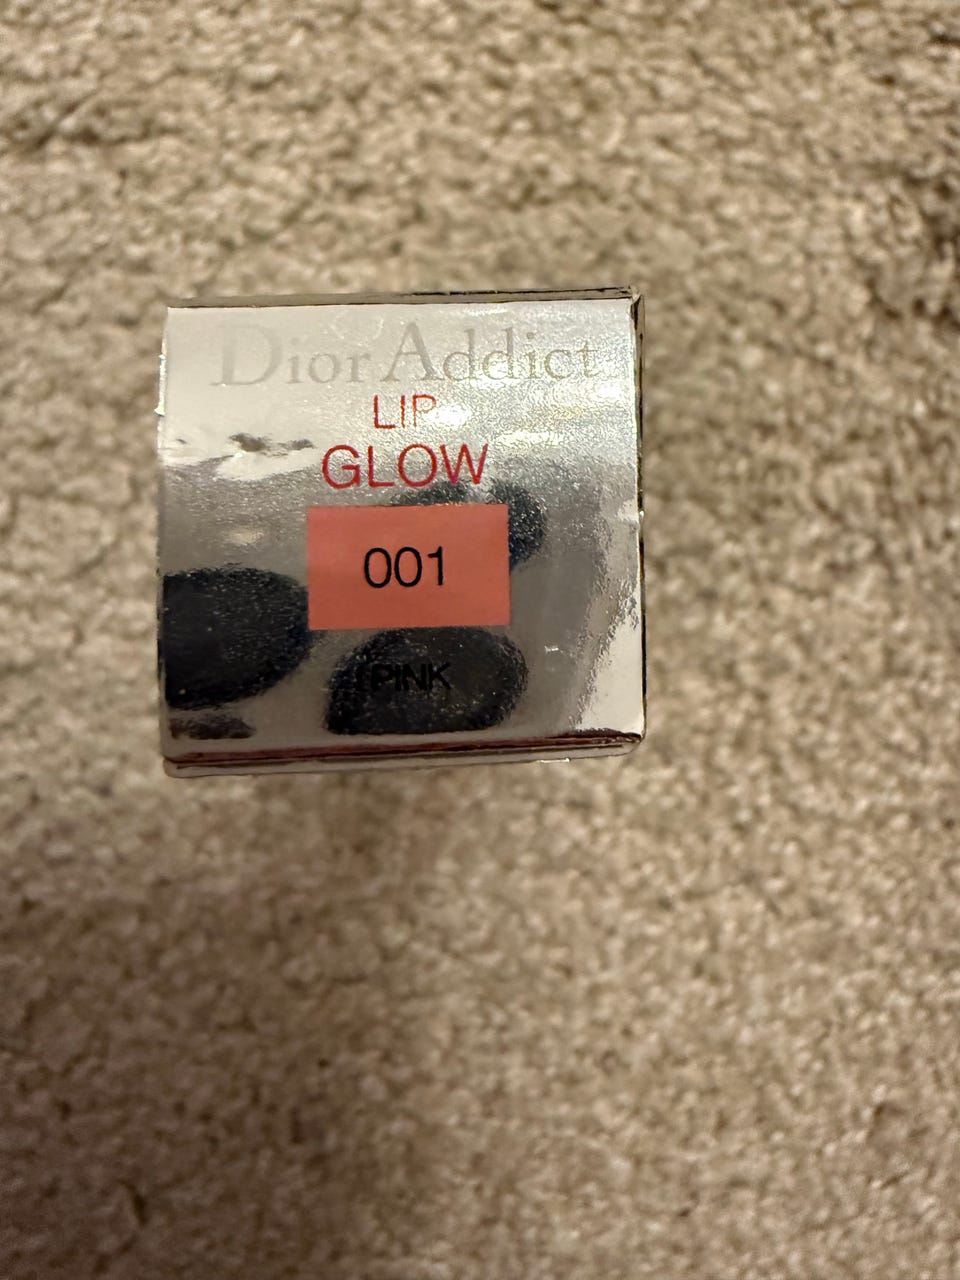 Dior Addict
LIP
GLOW
001
PINK